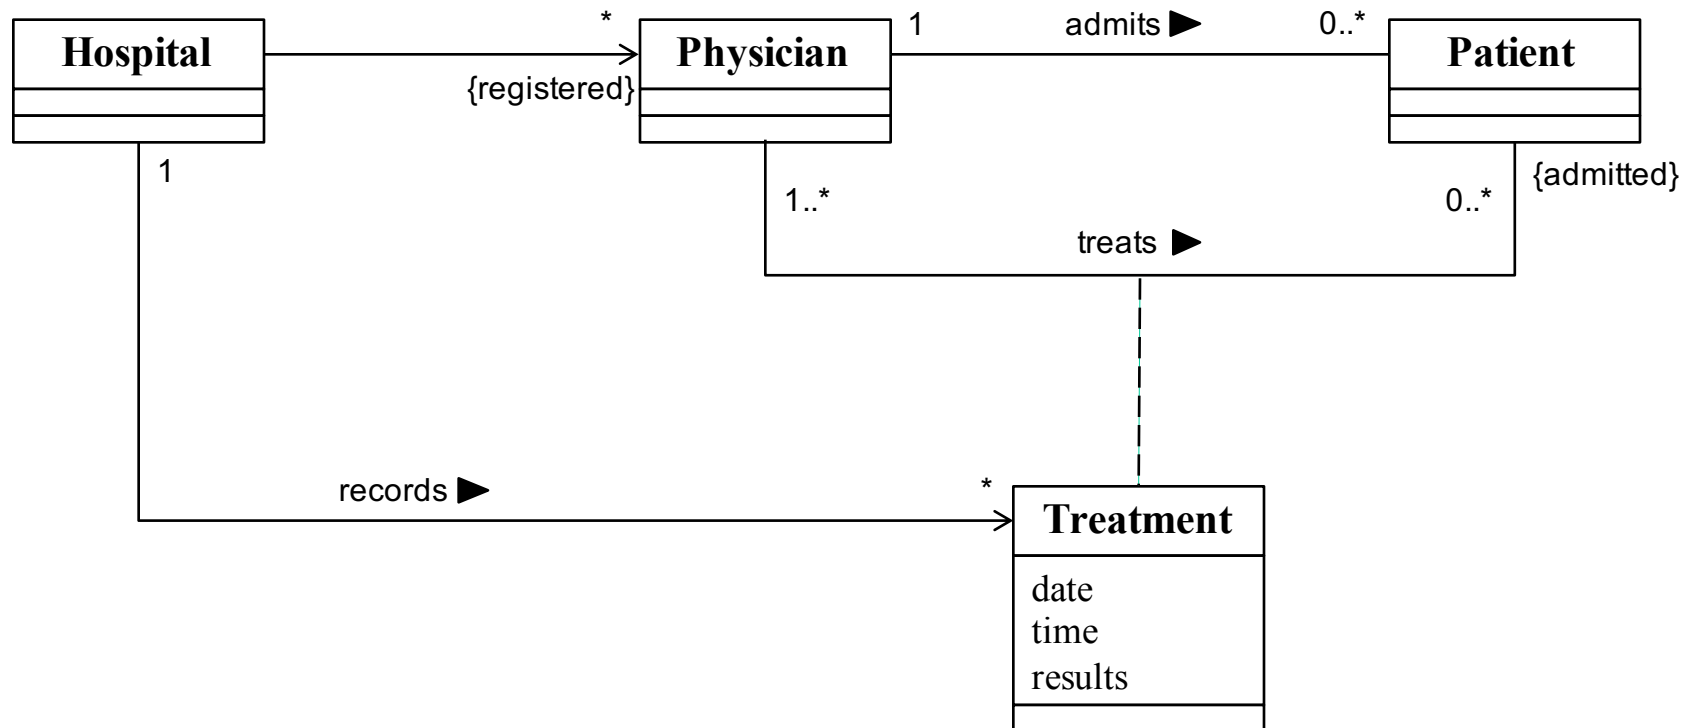 Hospital
*
{registered}
Physician
1
admits ▶
0..*
Patient
1
1..*
0..*
{admitted}
treats ▶
records ▶
*
Treatment
date
time
results